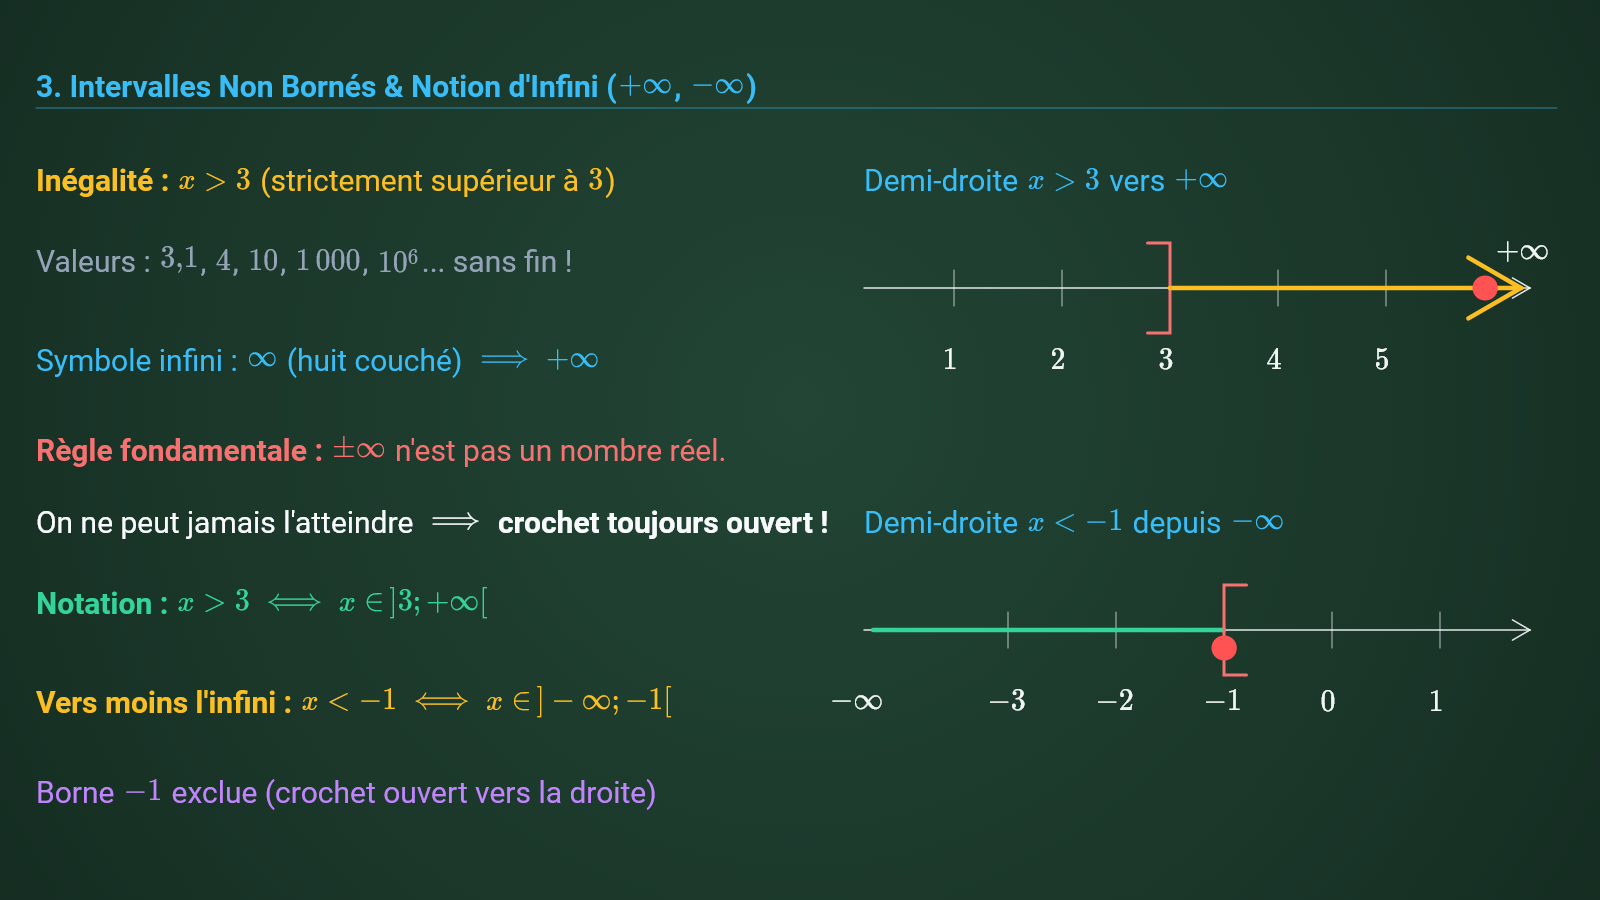 3. Intervalles Non Bornés & Notion d'Infini (+∞, −∞)
Inégalité : x > 3 (strictement supérieur à 3)
Valeurs : 3,1, 4, 10, 1 000, 10⁶... sans fin !
Symbole infini : ∞ (huit couché) ⟹ +∞
Règle fondamentale : ±∞ n'est pas un nombre réel.
On ne peut jamais l'atteindre ⟹ crochet toujours ouvert !
Notation : x > 3 ⟺ x ∈ ]3; +∞[
Vers moins l'infini : x < −1 ⟺ x ∈ ] − ∞; −1[
Borne −1 exclue (crochet ouvert vers la droite)
Demi-droite x > 3 vers +∞
+∞
1 2 3 4 5
Demi-droite x < −1 depuis −∞
−∞ −3 −2 −1 0 1